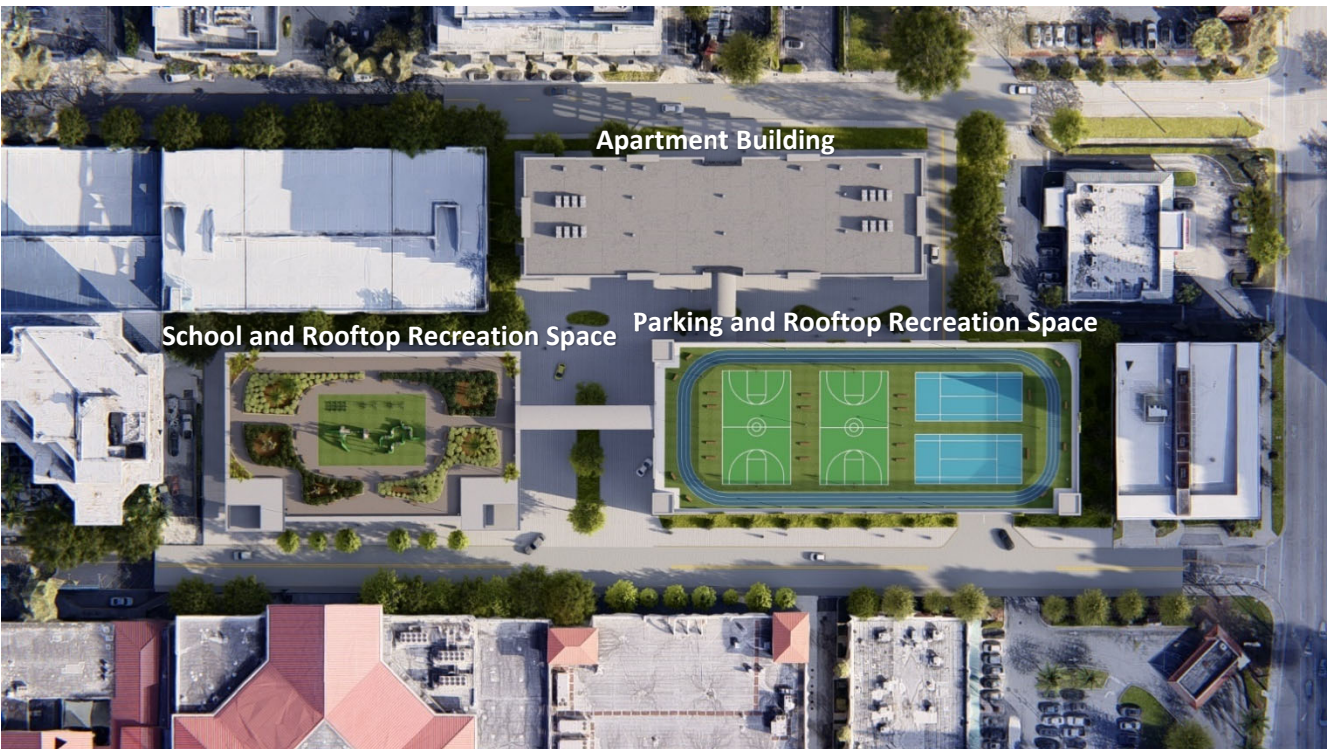 Apartment Building
School and Rooftop Recreation Space
Parking and Rooftop Recreation Space